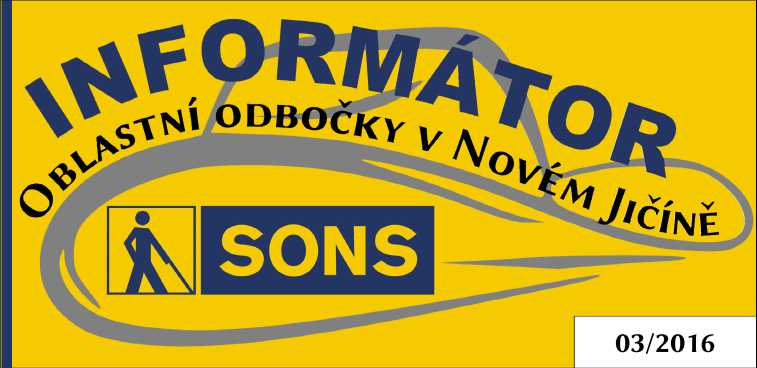 INFORMÁTOR
OBLASTNÍ ODBOČKY V NOVÉM JIČÍNĚ
SONS
03/2016